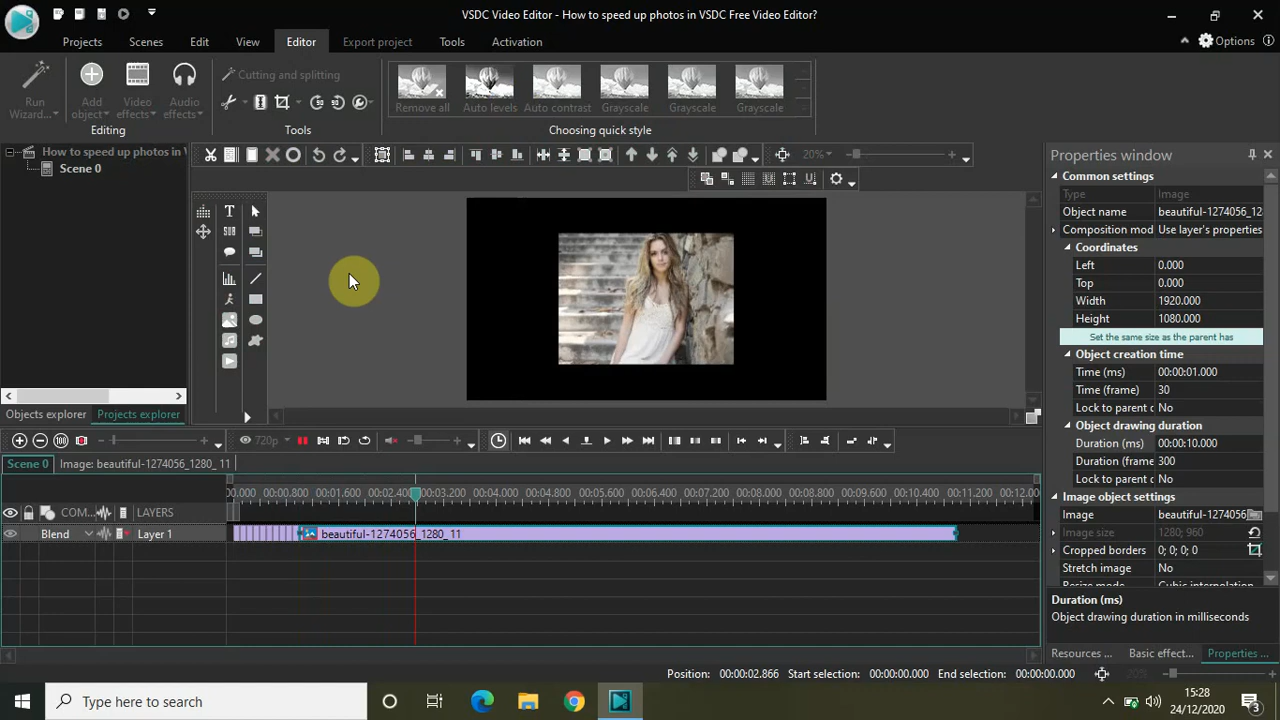 VSDC Video Editor - How to speed up photos in VSDC Free Video Editor?
Projects Scenes Edit View Editor Export project Tools Activation Options
Run Wizard...
Add object
Video effects
Audio effects
Editing
Cutting and splitting
Tools
Remove all Auto levels Auto contrast Grayscale Grayscale Grayscale
Choosing quick style
How to speed up photos in V
Scene 0
Objects explorer Projects explorer
20%
Properties window
Common settings
Type Image
Object name beautiful-1274056_12
Composition mod Use layer's properties
Coordinates
Left 0.000
Top 0.000
Width 1920.000
Height 1080.000
Set the same size as the parent has
Object creation time
Time (ms) 00:00:01.000
Time (frame) 30
Lock to parent d No
Object drawing duration
Duration (ms) 00:00:10.000
Duration (frame 300
Lock to parent d No
Image object settings
Image beautiful-1274056
Image size 1280; 960
Cropped borders 0; 0; 0; 0
Stretch image No
Resize mode Cubic interpolation
Duration (ms)
Object drawing duration in milliseconds
Resources ... Basic effect... Properties ...
720p
Scene 0 Image: beautiful-1274056_1280_ 11
0.000 00:00.800 00:01.600 00:02.400 00:03.200 00:04.000 00:04.800 00:05.600 00:06.400 00:07.200 00:08.000 00:08.800 00:09.600 00:10.400 00:11.200 00:12.000
COM... LAYERS
Blend Layer 1 beautiful-1274056_1280_11
Position: 00:00:02.866 Start selection: 00:00:00.000 End selection: 00:00:00.000 20%
Type here to search
15:28
24/12/2020
3